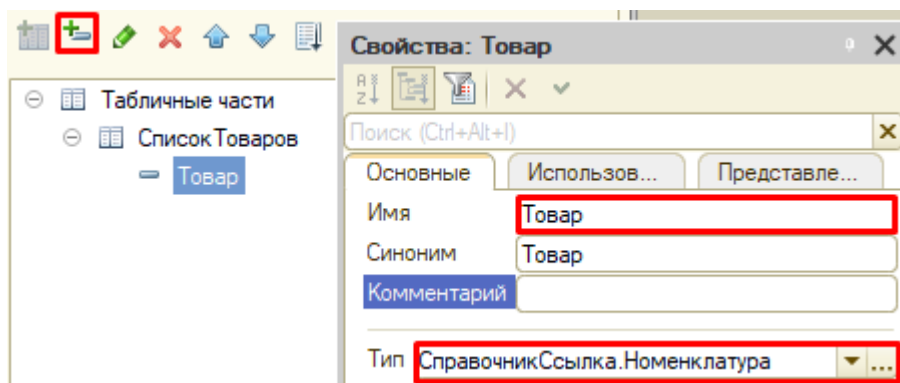 Свойства: Товар
Поиск (Ctrl+Alt+I)
Основные Использов... Представле...
Табличные части
СписокТоваров
Товар
Имя Товар
Синоним Товар
Комментарий
Тип СправочникСсылка.Номенклатура ...